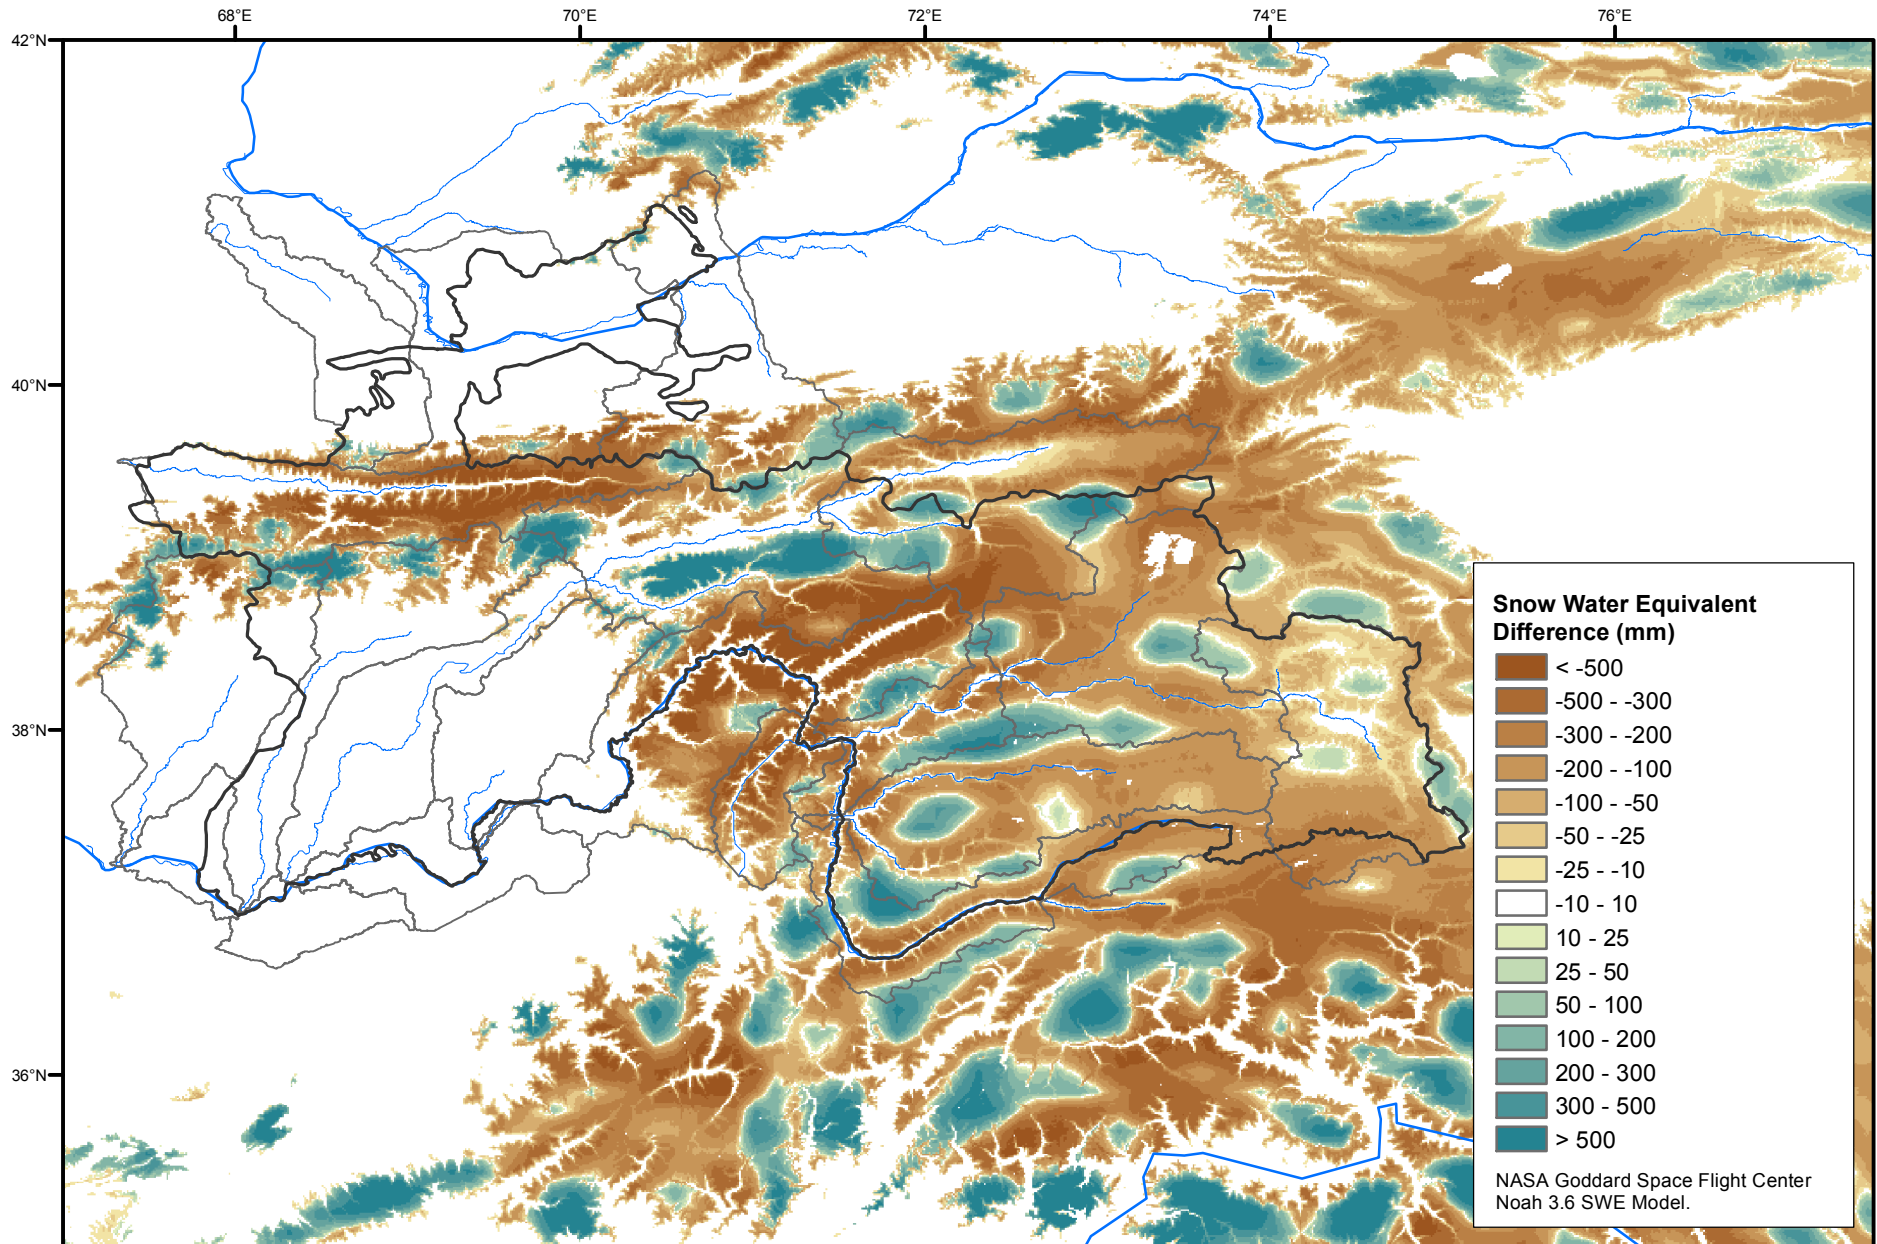 68°E 70°E 72°E 74°E 76°E
42°N
40°N
38°N
36°N
Snow Water Equivalent
Difference (mm)
< -500
-500 - -300
-300 - -200
-200 - -100
-100 - -50
-50 - -25
-25 - -10
-10 - 10
10 - 25
25 - 50
50 - 100
100 - 200
200 - 300
300 - 500
> 500
NASA Goddard Space Flight Center
Noah 3.6 SWE Model.